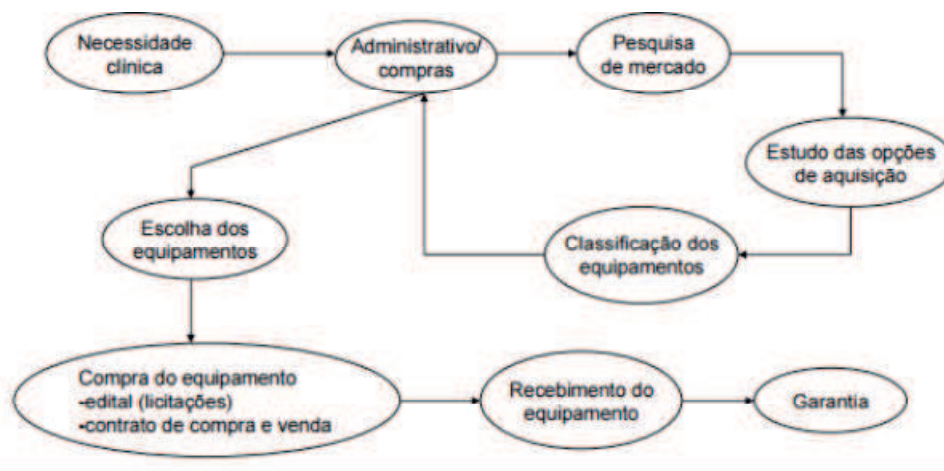 Necessidade
clínica
Administrativo/
compras
Pesquisa
de mercado
Estudo das opções
de aquisição
Classificação dos
equipamentos
Escolha dos
equipamentos
Compra do equipamento
-edital (licitações)
-contrato de compra e venda
Recebimento do
equipamento
Garantia